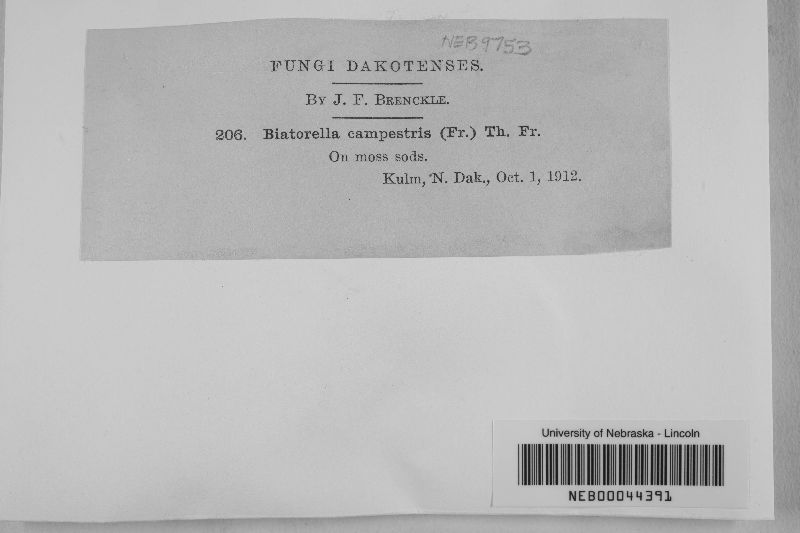 NEB9753
FUNGI DAKOTENSES.
BY J. F. BRENCKLE.
206. Biatorella campestris (Fr.) Th. Fr.
On moss sods.
Kulm, N. Dak., Oct. 1, 1912.
University of Nebraska - Lincoln
NEB00044391